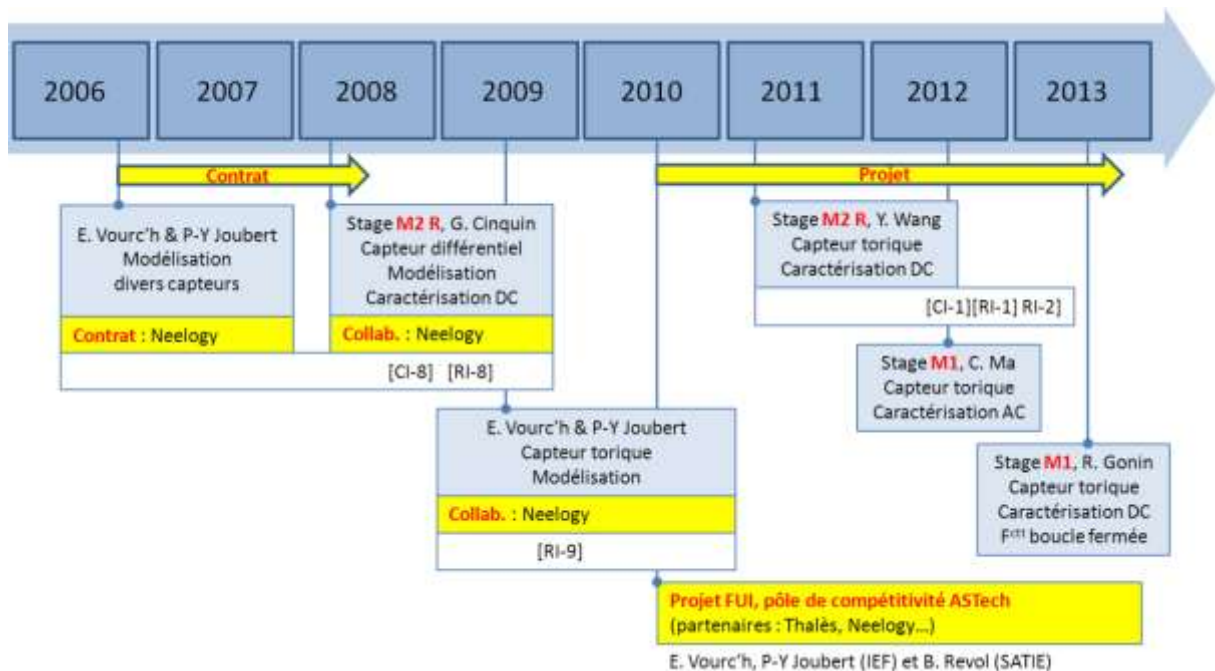 2006
2007
2008
2009
2010
2011
2012
2013
Contrat
Projet
E. Vourc'h & P-Y Joubert
Modélisation
divers capteurs
Contrat : Neelogy
Stage M2 R, G. Cinquin
Capteur différentiel
Modélisation
Caractérisation DC
Collab. : Neelogy
[CI-8] [RI-8]
E. Vourc'h & P-Y Joubert
Capteur torique
Modélisation
Collab. : Neelogy
[RI-9]
Stage M2 R, Y. Wang
Capteur torique
Caractérisation DC
[CI-1][RI-1] RI-2]
Stage M1, C. Ma
Capteur torique
Caractérisation AC
Stage M1, R. Gonin
Capteur torique
Caractérisation DC
boucle fermée
Projet FUI, pôle de compétitivité ASTech
(partenaires : Thalès, Neelogy...)
E. Vourc'h, P-Y Joubert (IEF) et B. Revol (SATIE)